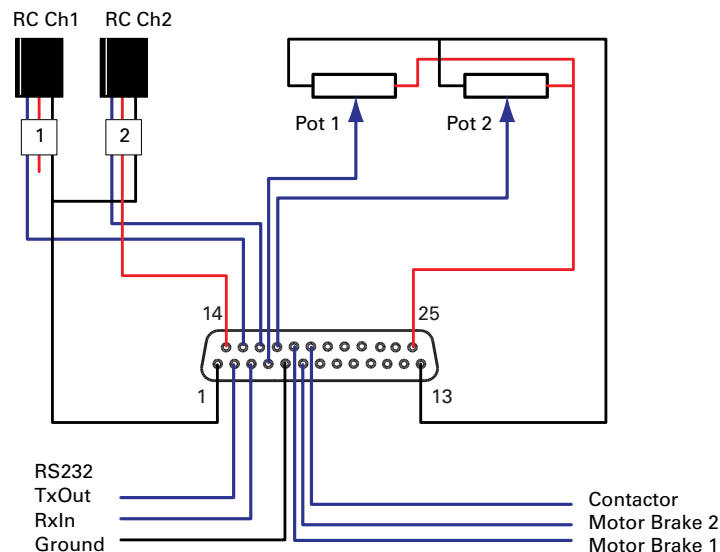 RC Ch1
RC Ch2
1
2
Pot 1
Pot 2
14
25
1
13
RS232
TxOut
RxIn
Ground
Contactor
Motor Brake 2
Motor Brake 1